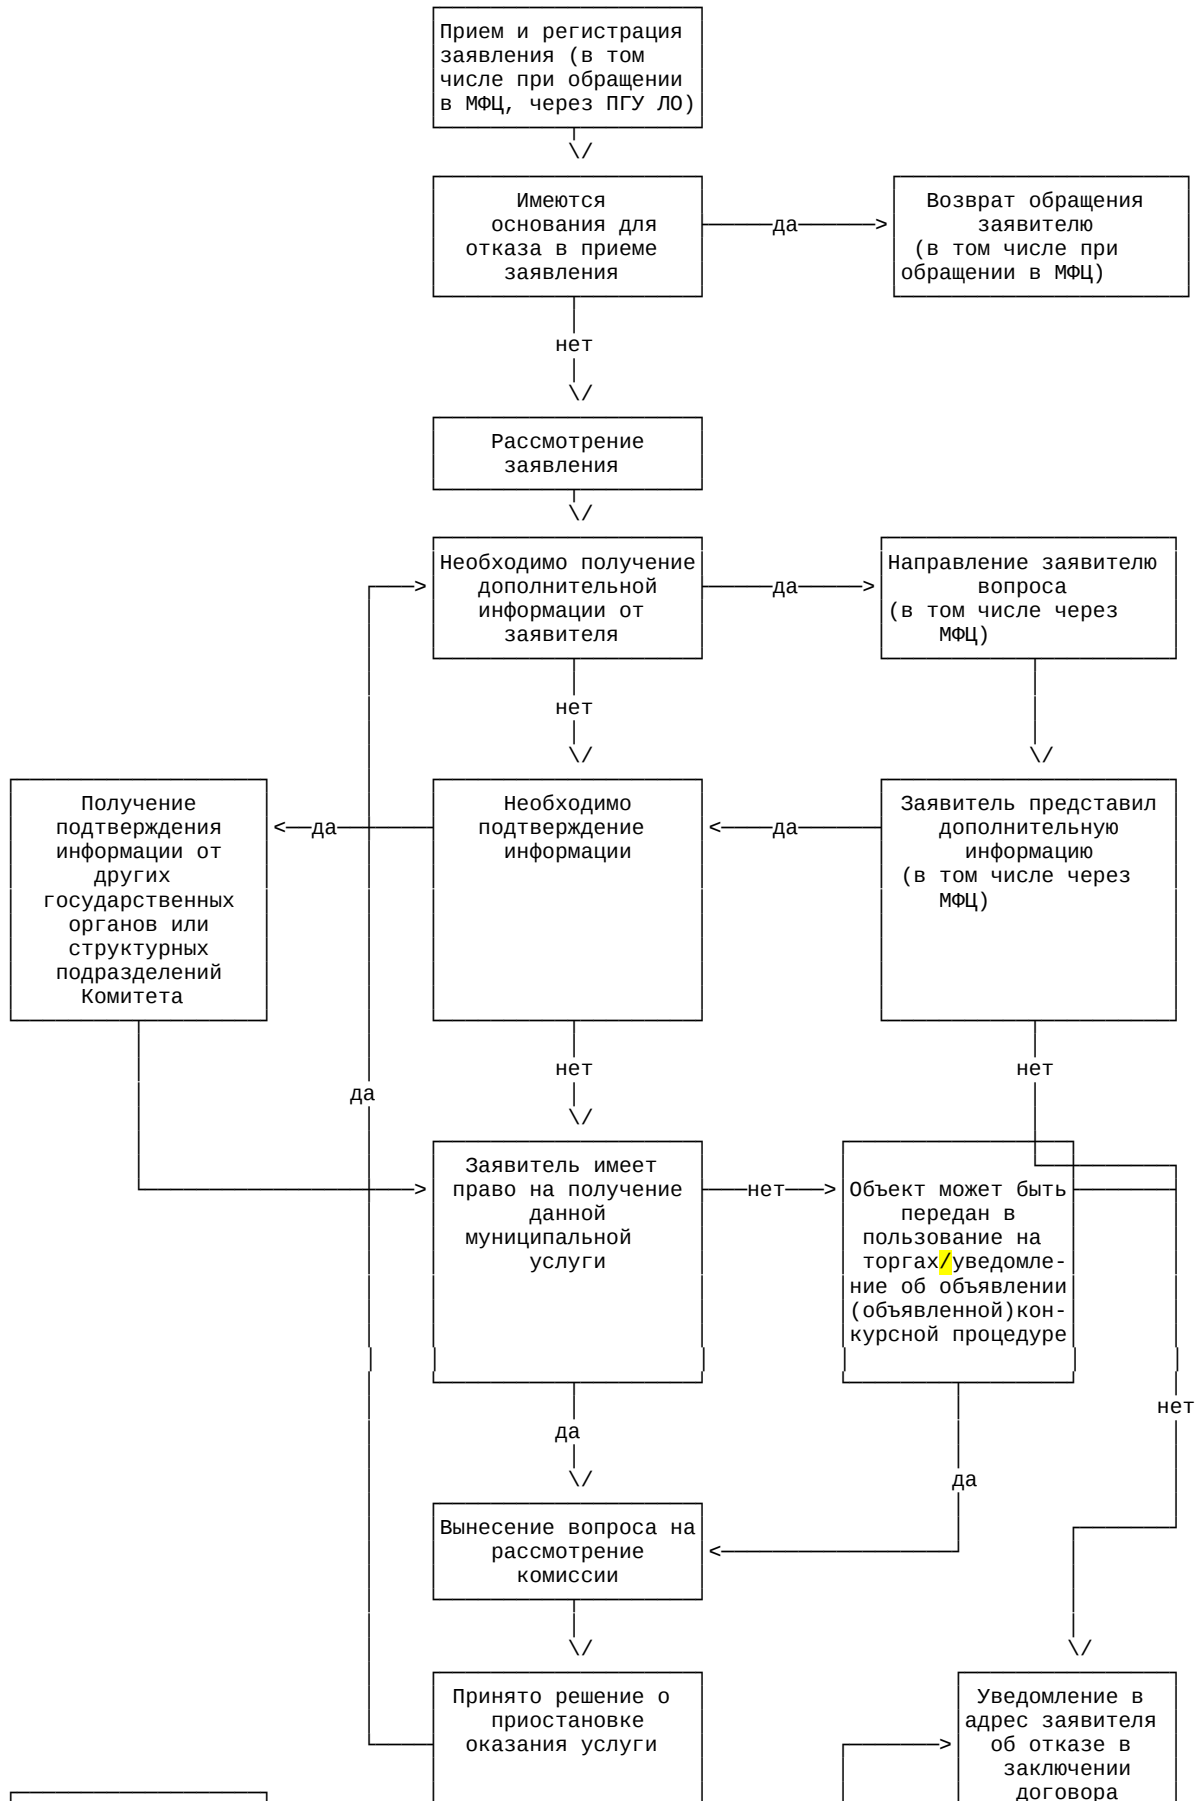 Прием и регистрация
заявления (в том
числе при обращении
в МФЦ, через ПГУ ЛО)
Имеются
основания для
отказа в приеме
заявления
да
Возврат обращения
заявителю
(в том числе при
обращении в МФЦ)
нет
Рассмотрение
заявления
Необходимо получение
дополнительной
информации от
заявителя
да
Направление заявителю
вопроса
(в том числе через
МФЦ)
нет
Получение
подтверждения
информации от
других
государственных
органов или
структурных
подразделений
Комитета
да
Необходимо
подтверждение
информации
да
Заявитель представил
дополнительную
информацию
(в том числе через
МФЦ)
нет
нет
да
Заявитель имеет
право на получение
данной
муниципальной
услуги
нет
Объект может быть
передан в
пользование на
торгах/уведомле-
ние об объявлении
(объявленной)кон-
курсной процедуре
нет
да
да
Вынесение вопроса на
рассмотрение
комиссии
Принято решение о
приостановке
оказания услуги
Уведомление в
адрес заявителя
об отказе в
заключении
договора